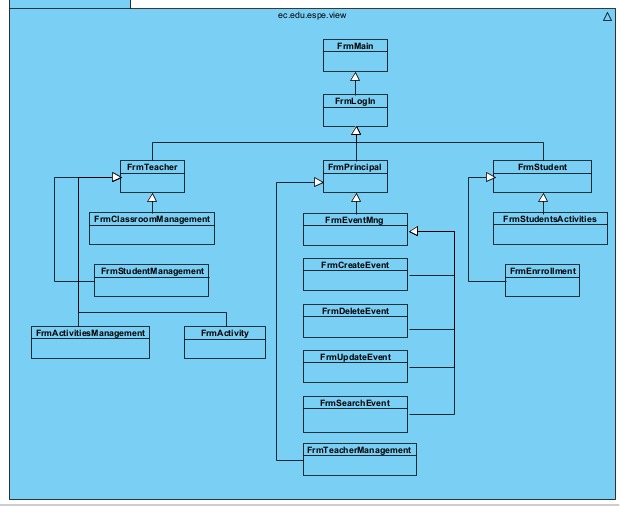 ec.edu.espe.view
FrmMain
FrmLogIn
FrmTeacher
FrmPrincipal
FrmStudent
FrmClassroomManagement
FrmEventMng
FrmStudentsActivities
FrmStudentManagement
FrmCreateEvent
FrmEnrrollment
FrmDeleteEvent
FrmActivitiesManagement
FrmActivity
FrmUpdateEvent
FrmSearchEvent
FrmTeacherManagement